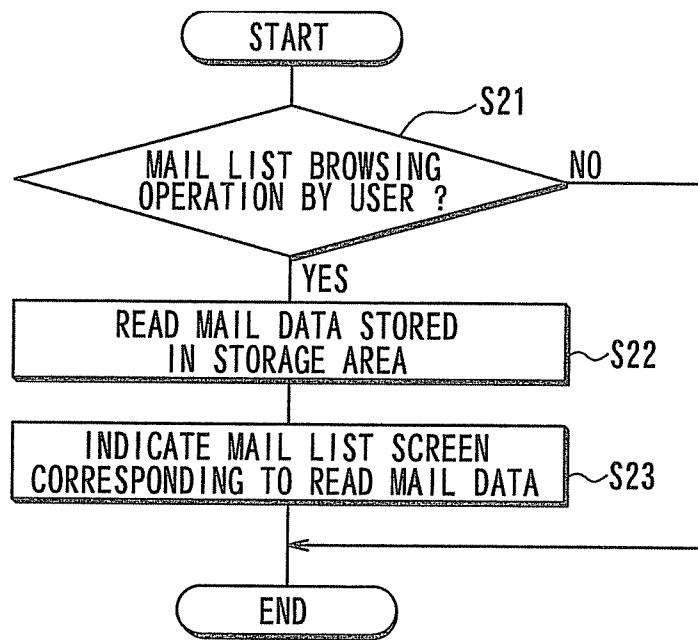 START
S21
MAIL LIST BROWSING
OPERATION BY USER ?
NO
YES
READ MAIL DATA STORED
IN STORAGE AREA
S22
INDICATE MAIL LIST SCREEN
CORRESPONDING TO READ MAIL DATA
S23
END